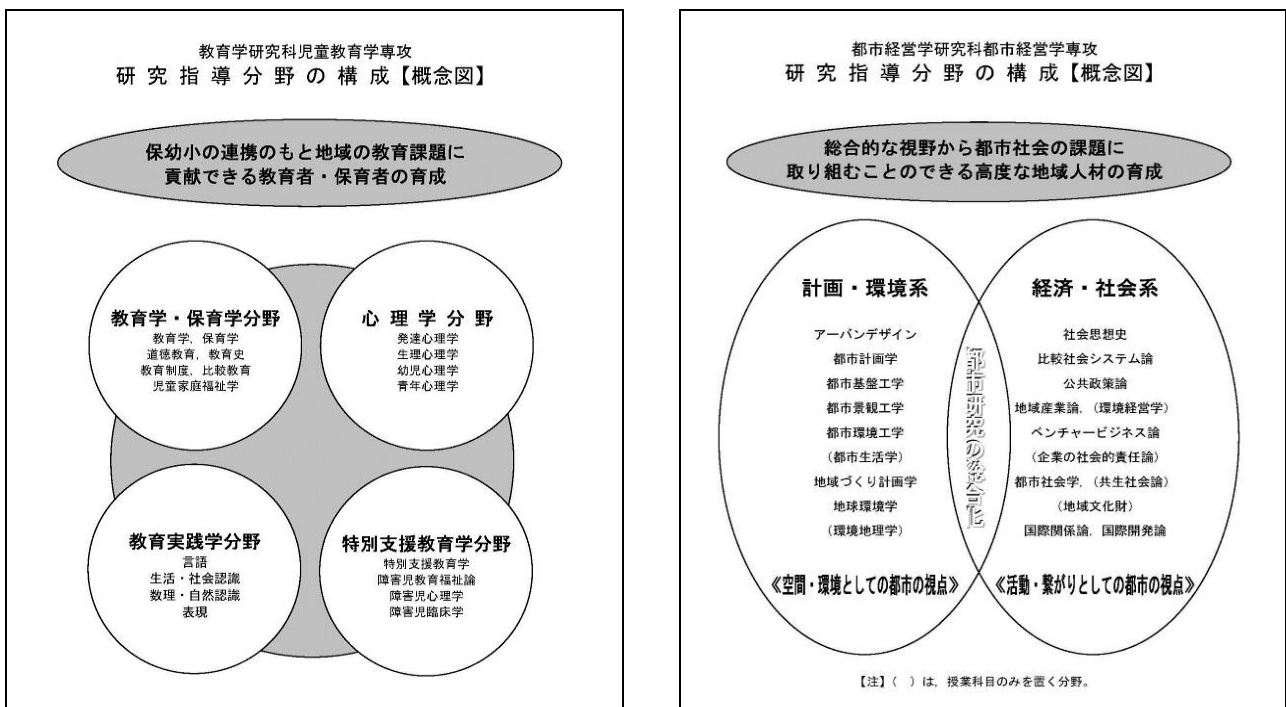 教育学研究科児童教育学専攻
研究指導分野の構成【概念図】
保幼小の連携のもと地域の教育課題に
貢献できる教育者・保育者の育成
教育学・保育学分野
教育学，保育学
道徳教育，教育史
教育制度，比較教育
児童家庭福祉学
心理学分野
発達心理学
生理心理学
幼児心理学
青年心理学
教育実践学分野
言語
生活・社会認識
数理・自然認識
表現
特別支援教育学分野
特別支援教育学
障害児教育福祉論
障害児心理学
障害児臨床学
都市経営学研究科都市経営学専攻
研究指導分野の構成【概念図】
総合的な視野から都市社会の課題に
取り組むことのできる高度な地域人材の育成
計画・環境系
アーバンデザイン
都市計画学
都市基盤工学
都市景観工学
都市環境工学
（都市生活学）
地域づくり計画学
地球環境学
（環境地理学）
《空間・環境としての都市の視点》
都市研究の総合化
経済・社会系
社会思想史
比較社会システム論
公共政策論
地域産業論，（環境経営学）
ベンチャービジネス論
（企業の社会的責任論）
都市社会学，（共生社会論）
（地域文化財）
国際関係論，国際開発論
《活動・繋がりとしての都市の視点》
【注】（　）は，授業科目のみを置く分野。